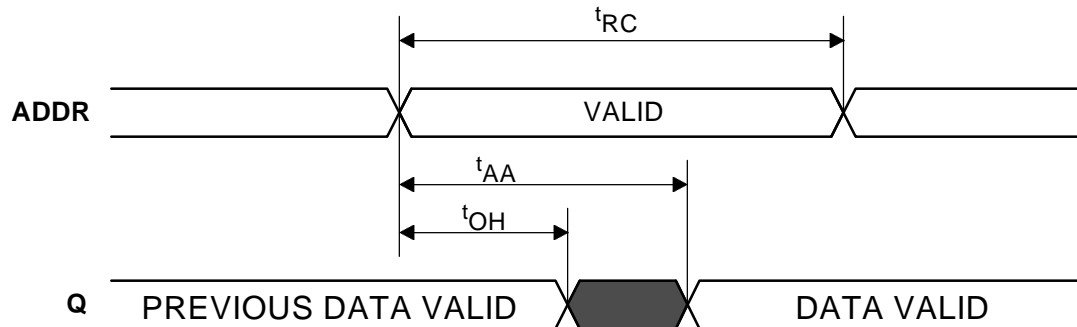 tRC
ADDR VALID
tAA
tOH
Q PREVIOUS DATA VALID DATA VALID